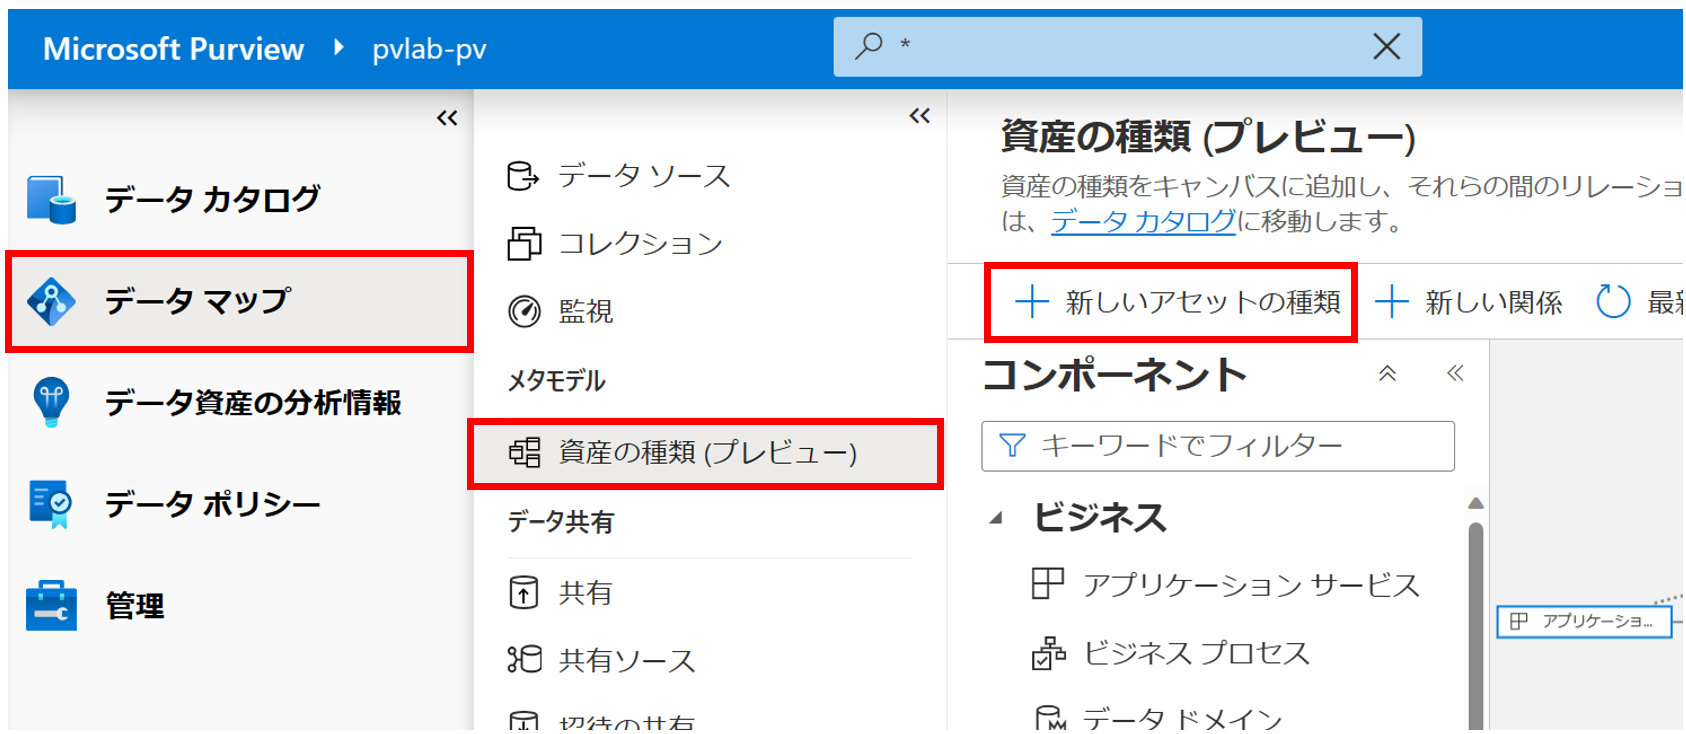 Microsoft Purview
pvlab-pv
*
データ カタログ
データ マップ
データ資産の分析情報
データ ポリシー
管理
データ ソース
コレクション
監視
メタモデル
資産の種類 (プレビュー)
データ共有
共有
共有ソース
招待の共有
資産の種類 (プレビュー)
資産の種類をキャンバスに追加し、それらの間のリレーショ
は、データ カタログに移動します。
新しいアセットの種類
新しい関係
最新
コンポーネント
キーワードでフィルター
ビジネス
アプリケーション サービス
ビジネス プロセス
データ ドメイン
アプリケーショ...